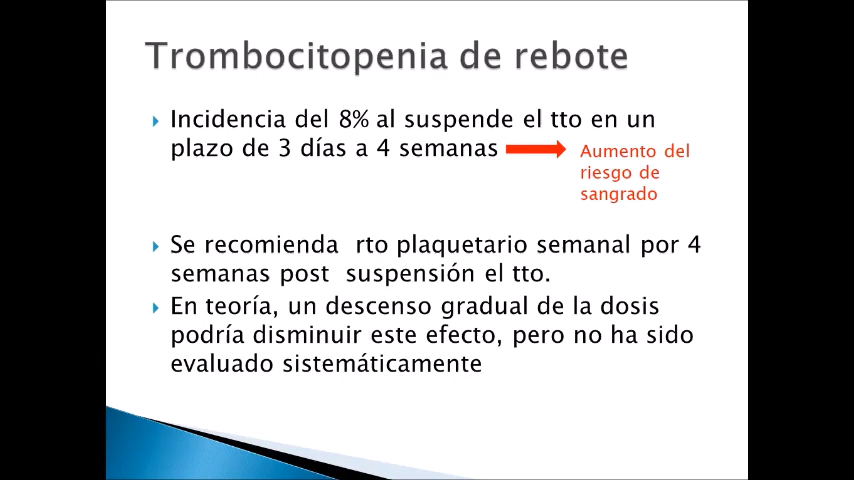 Trombocitopenia de rebote
Incidencia del 8% al suspende el tto en un
plazo de 3 días a 4 semanas
Aumento del
riesgo de
sangrado
Se recomienda rto plaquetario semanal por 4
semanas post suspensión el tto.
En teoría, un descenso gradual de la dosis
podría disminuir este efecto, pero no ha sido
evaluado sistemáticamente